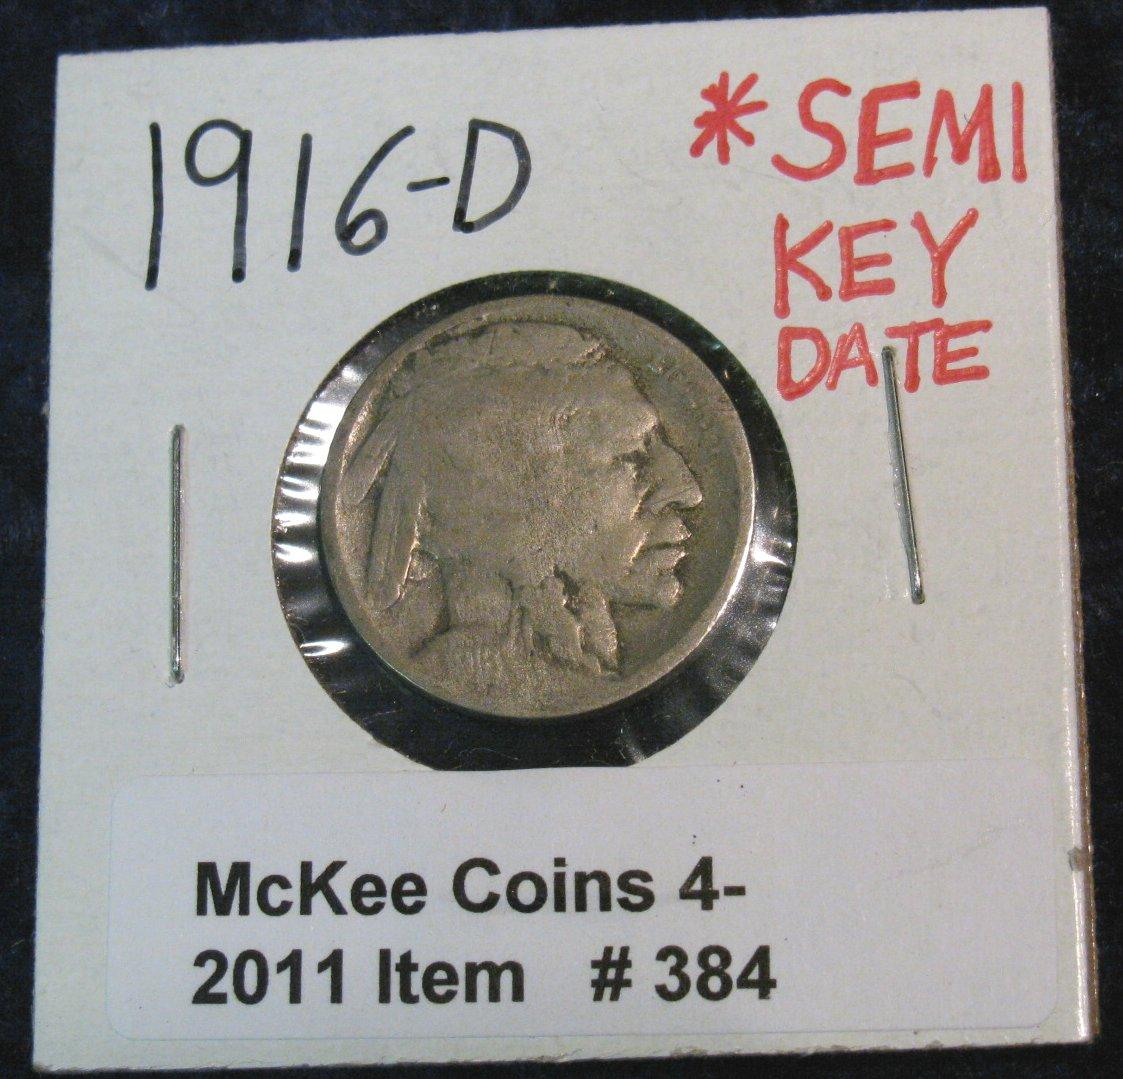 1916-D
*SEMI
KEY
DATE
McKee Coins 4-
2011 Item # 384